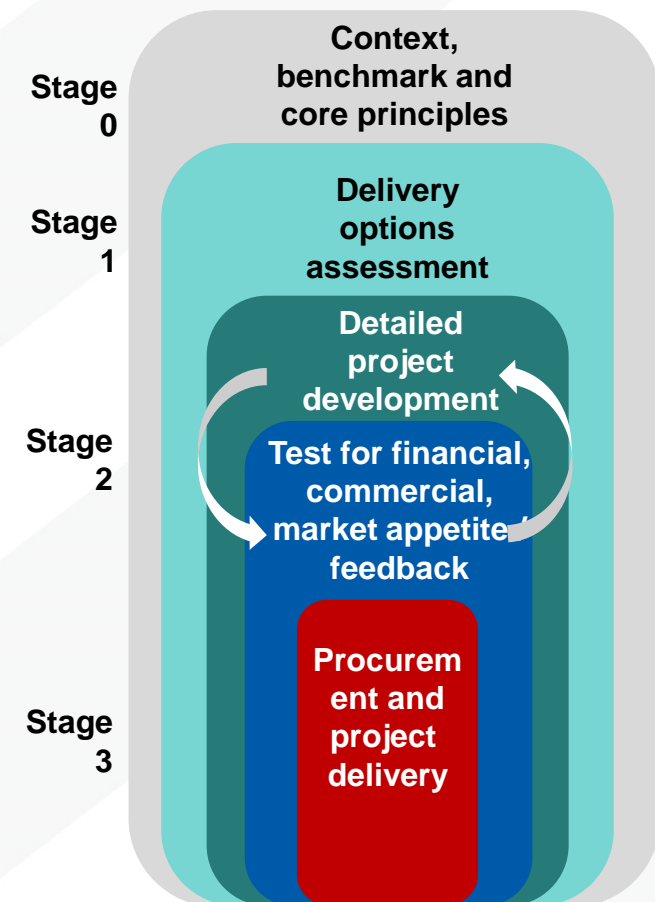 Context,
benchmark and
core principles
Stage
0
Delivery
options
assessment
Stage
1
Detailed
project
development
Stage
2
Test for financial,
commercial,
market appetite /
feedback
Procurem
ent and
project
delivery
Stage
3